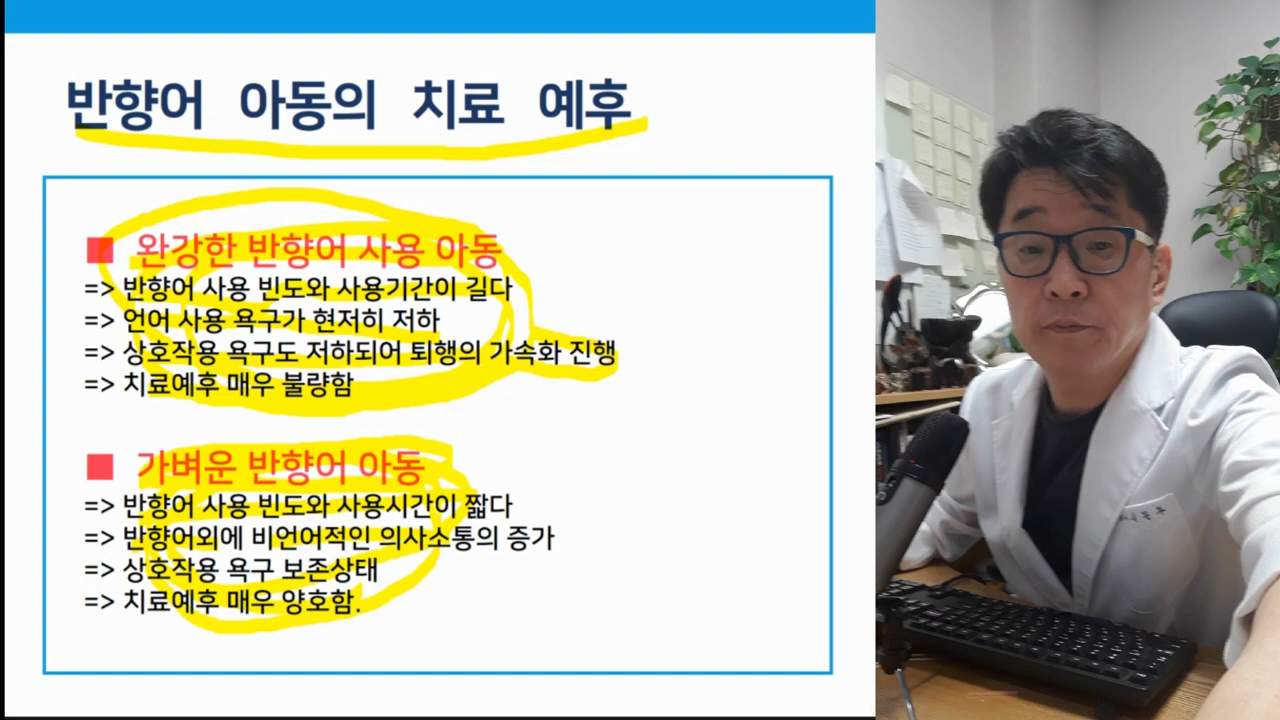 반향어 아동의 치료 예후
■ 완강한 반향어 사용 아동
=> 반향어 사용 빈도와 사용기간이 길다
=> 언어 사용 욕구가 현저히 저하
=> 상호작용 욕구도 저하되어 퇴행의 가속화 진행
=> 치료예후 매우 불량함
■ 가벼운 반향어 아동
=> 반향어 사용 빈도와 사용시간이 짧다
=> 반향어외에 비언어적인 의사소통의 증가
=> 상호작용 욕구 보존상태
=> 치료예후 매우 양호함.